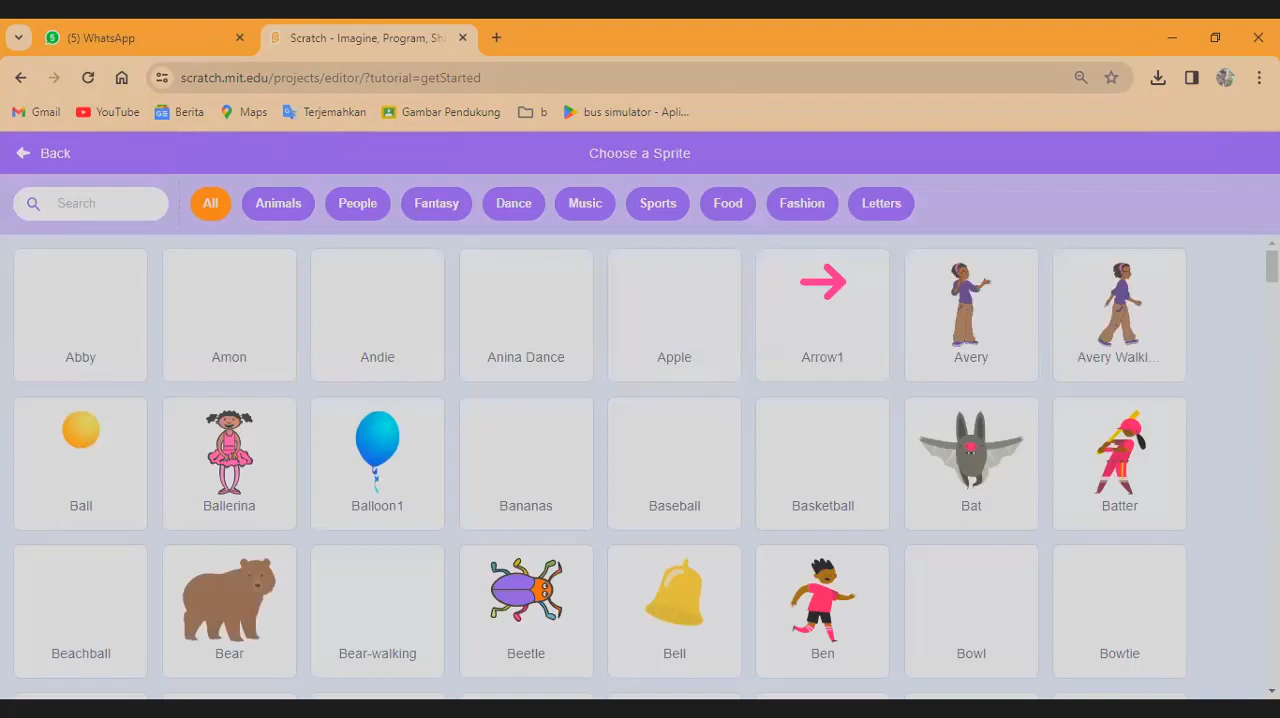 (5) WhatsApp
Scratch - Imagine, Program, Sh
scratch.mit.edu/projects/editor/?tutorial=getStarted
Gmail YouTube Berita Maps Terjemahkan Gambar Pendukung b bus simulator - Apli...
Back Choose a Sprite
Search All Animals People Fantasy Dance Music Sports Food Fashion Letters
Abby Amon Andie Anina Dance Apple Arrow1 Avery Avery Walki...
Ball Ballerina Balloon1 Bananas Baseball Basketball Bat Batter
Beachball Bear Bear-walking Beetle Bell Ben Bowl Bowtie